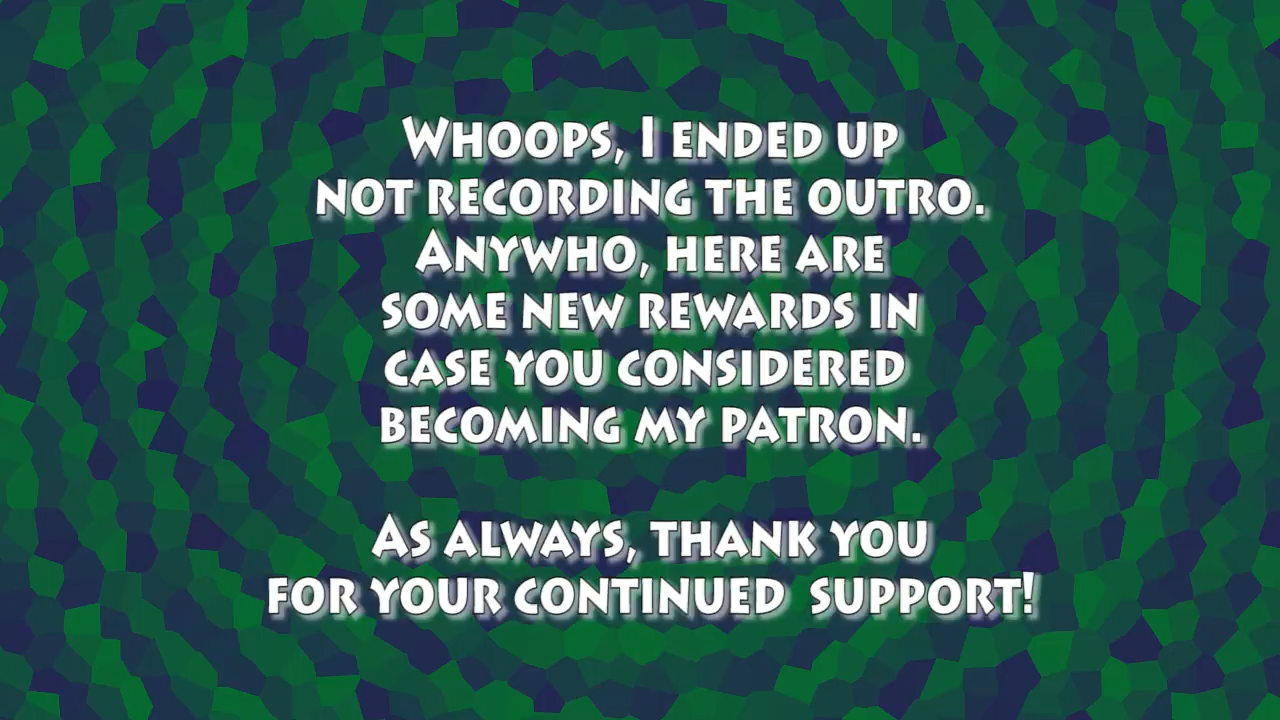 Whoops, I ended up
not recording the outro.
Anywho, here are
some new rewards in
case you considered
becoming my patron.
As always, thank you
for your continued  support!